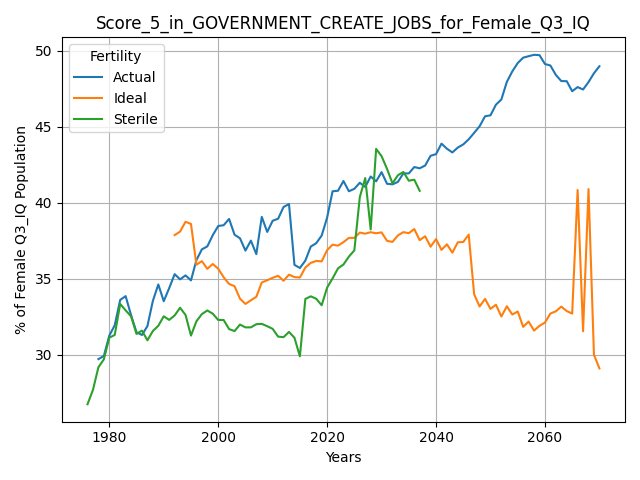 Score_5_in_GOVERNMENT_CREATE_JOBS_for_Female_Q3_IQ
Fertility
Actual
Ideal
Sterile
% of Female Q3_IQ Population
50
45
40
35
30
1980
2000
2020
2040
2060
Years